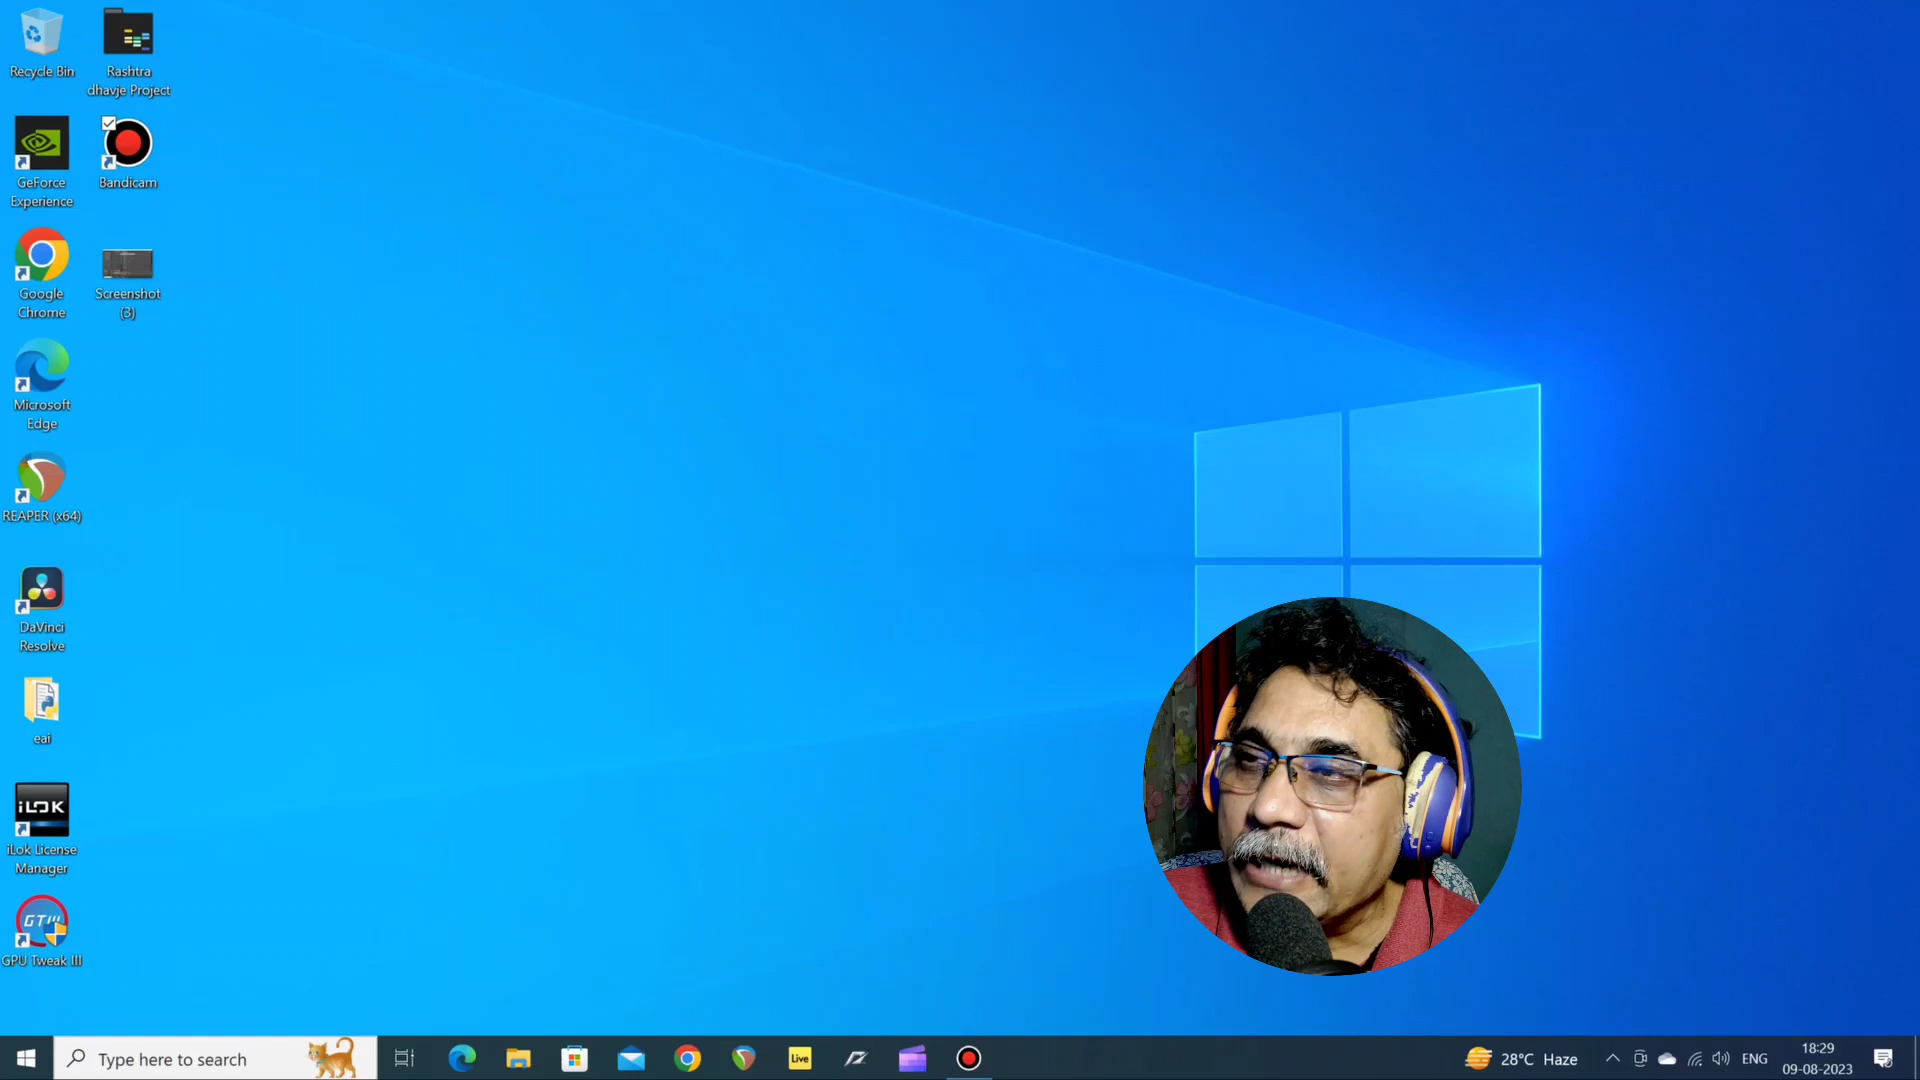 Recycle Bin
Rashtra
dhavje Project
GeForce
Experience
Bandicam
Google
Chrome
Screenshot
(3)
Microsoft
Edge
REAPER (x64)
DaVinci
Resolve
eai
iLOK
iLok License
Manager
GTIII
GPU Tweak III
Type here to search
Live
28°C Haze
ENG
18:29
09-08-2023